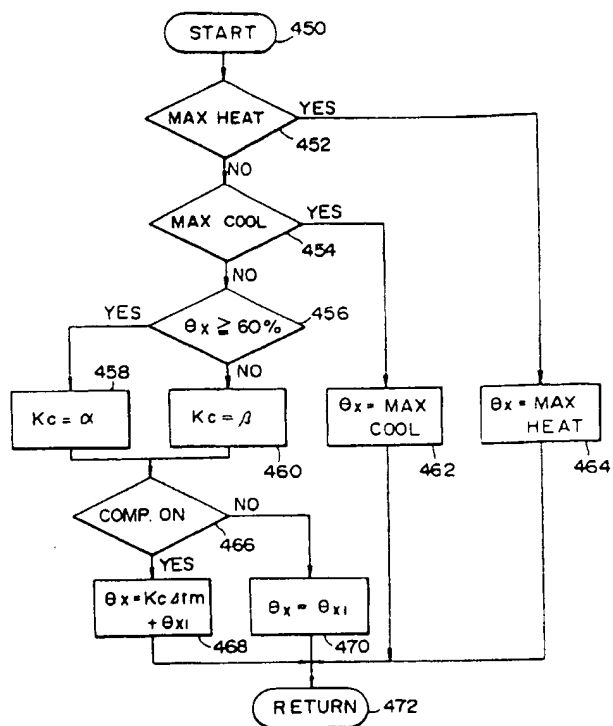 START
450
MAX HEAT
YES
452
NO
MAX COOL
YES
454
NO
YES
θx ≧ 60%
456
NO
458
Kc = α
Kc = β
460
θx = MAX
COOL
462
θx = MAX
HEAT
464
COMP. ON
NO
466
YES
θx = KcΔtm
+ θx1
468
θx = θx1
470
RETURN
472